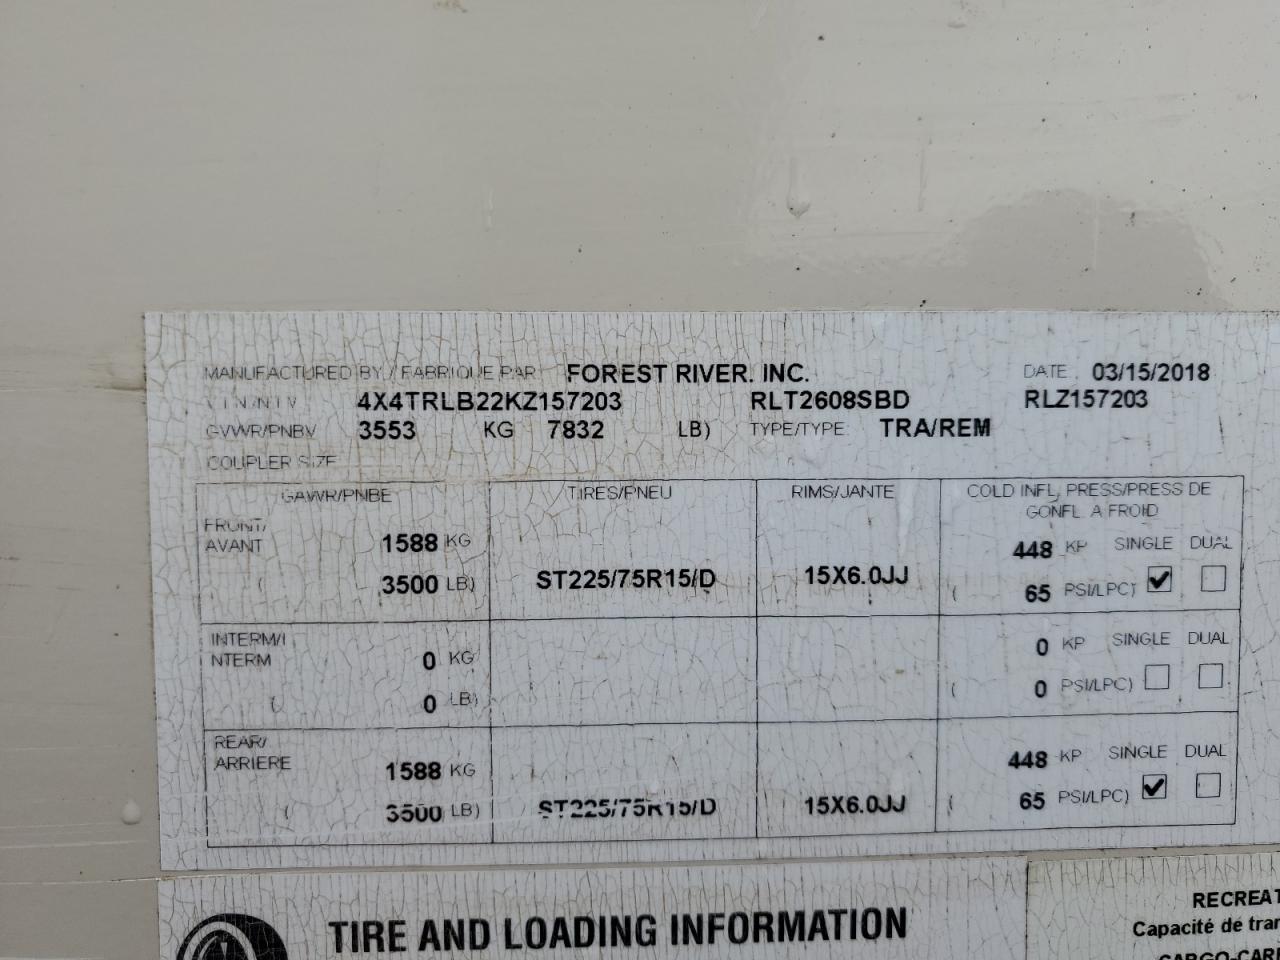 MANUFACTURED BY / FABRIQUE PAR FOREST RIVER, INC. DATE 03/15/2018
V.I.N./N.I.V. 4X4TRLB22KZ157203 RLT2608SBD RLZ157203
GVWR/PNBV 3553 KG 7832 LB) TYPE/TYPE: TRA/REM
COUPLER SIZE
GAWR/PNBE TIRES/PNEU RIMS/JANTE COLD INFL. PRESS/PRESS DE
GONFL. A FROID
FRONT/
AVANT 1588 KG 448 KP SINGLE DUAL
( 3500 LB) ST225/75R15/D 15X6.0JJ ( 65 PSI/LPC) ✓
INTERM/I
NTERM 0 KG 0 KP SINGLE DUAL
( 0 LB) ( 0 PSI/LPC)
REAR/
ARRIERE 1588 KG 448 KP SINGLE DUAL
( 3500 LB) ST225/75R15/D 15X6.0JJ ( 65 PSI/LPC) ✓
TIRE AND LOADING INFORMATION
RECREAT
Capacité de tran
CARGO-CARR